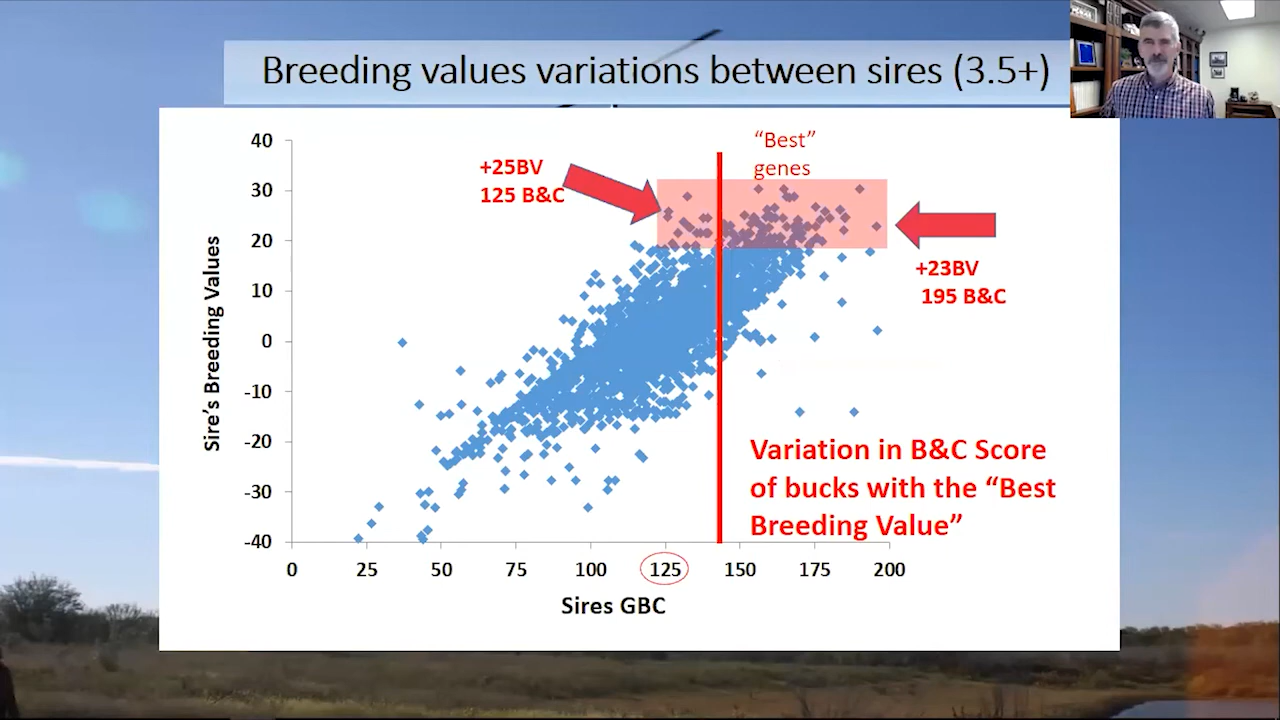 Breeding values variations between sires (3.5+)
“Best”
genes
+25BV
125 B&C
+23BV
195 B&C
Sire’s Breeding Values
40
30
20
10
0
-10
-20
-30
-40
Variation in B&C Score
of bucks with the “Best
Breeding Value”
0 25 50 75 100 125 150 175 200
Sires GBC